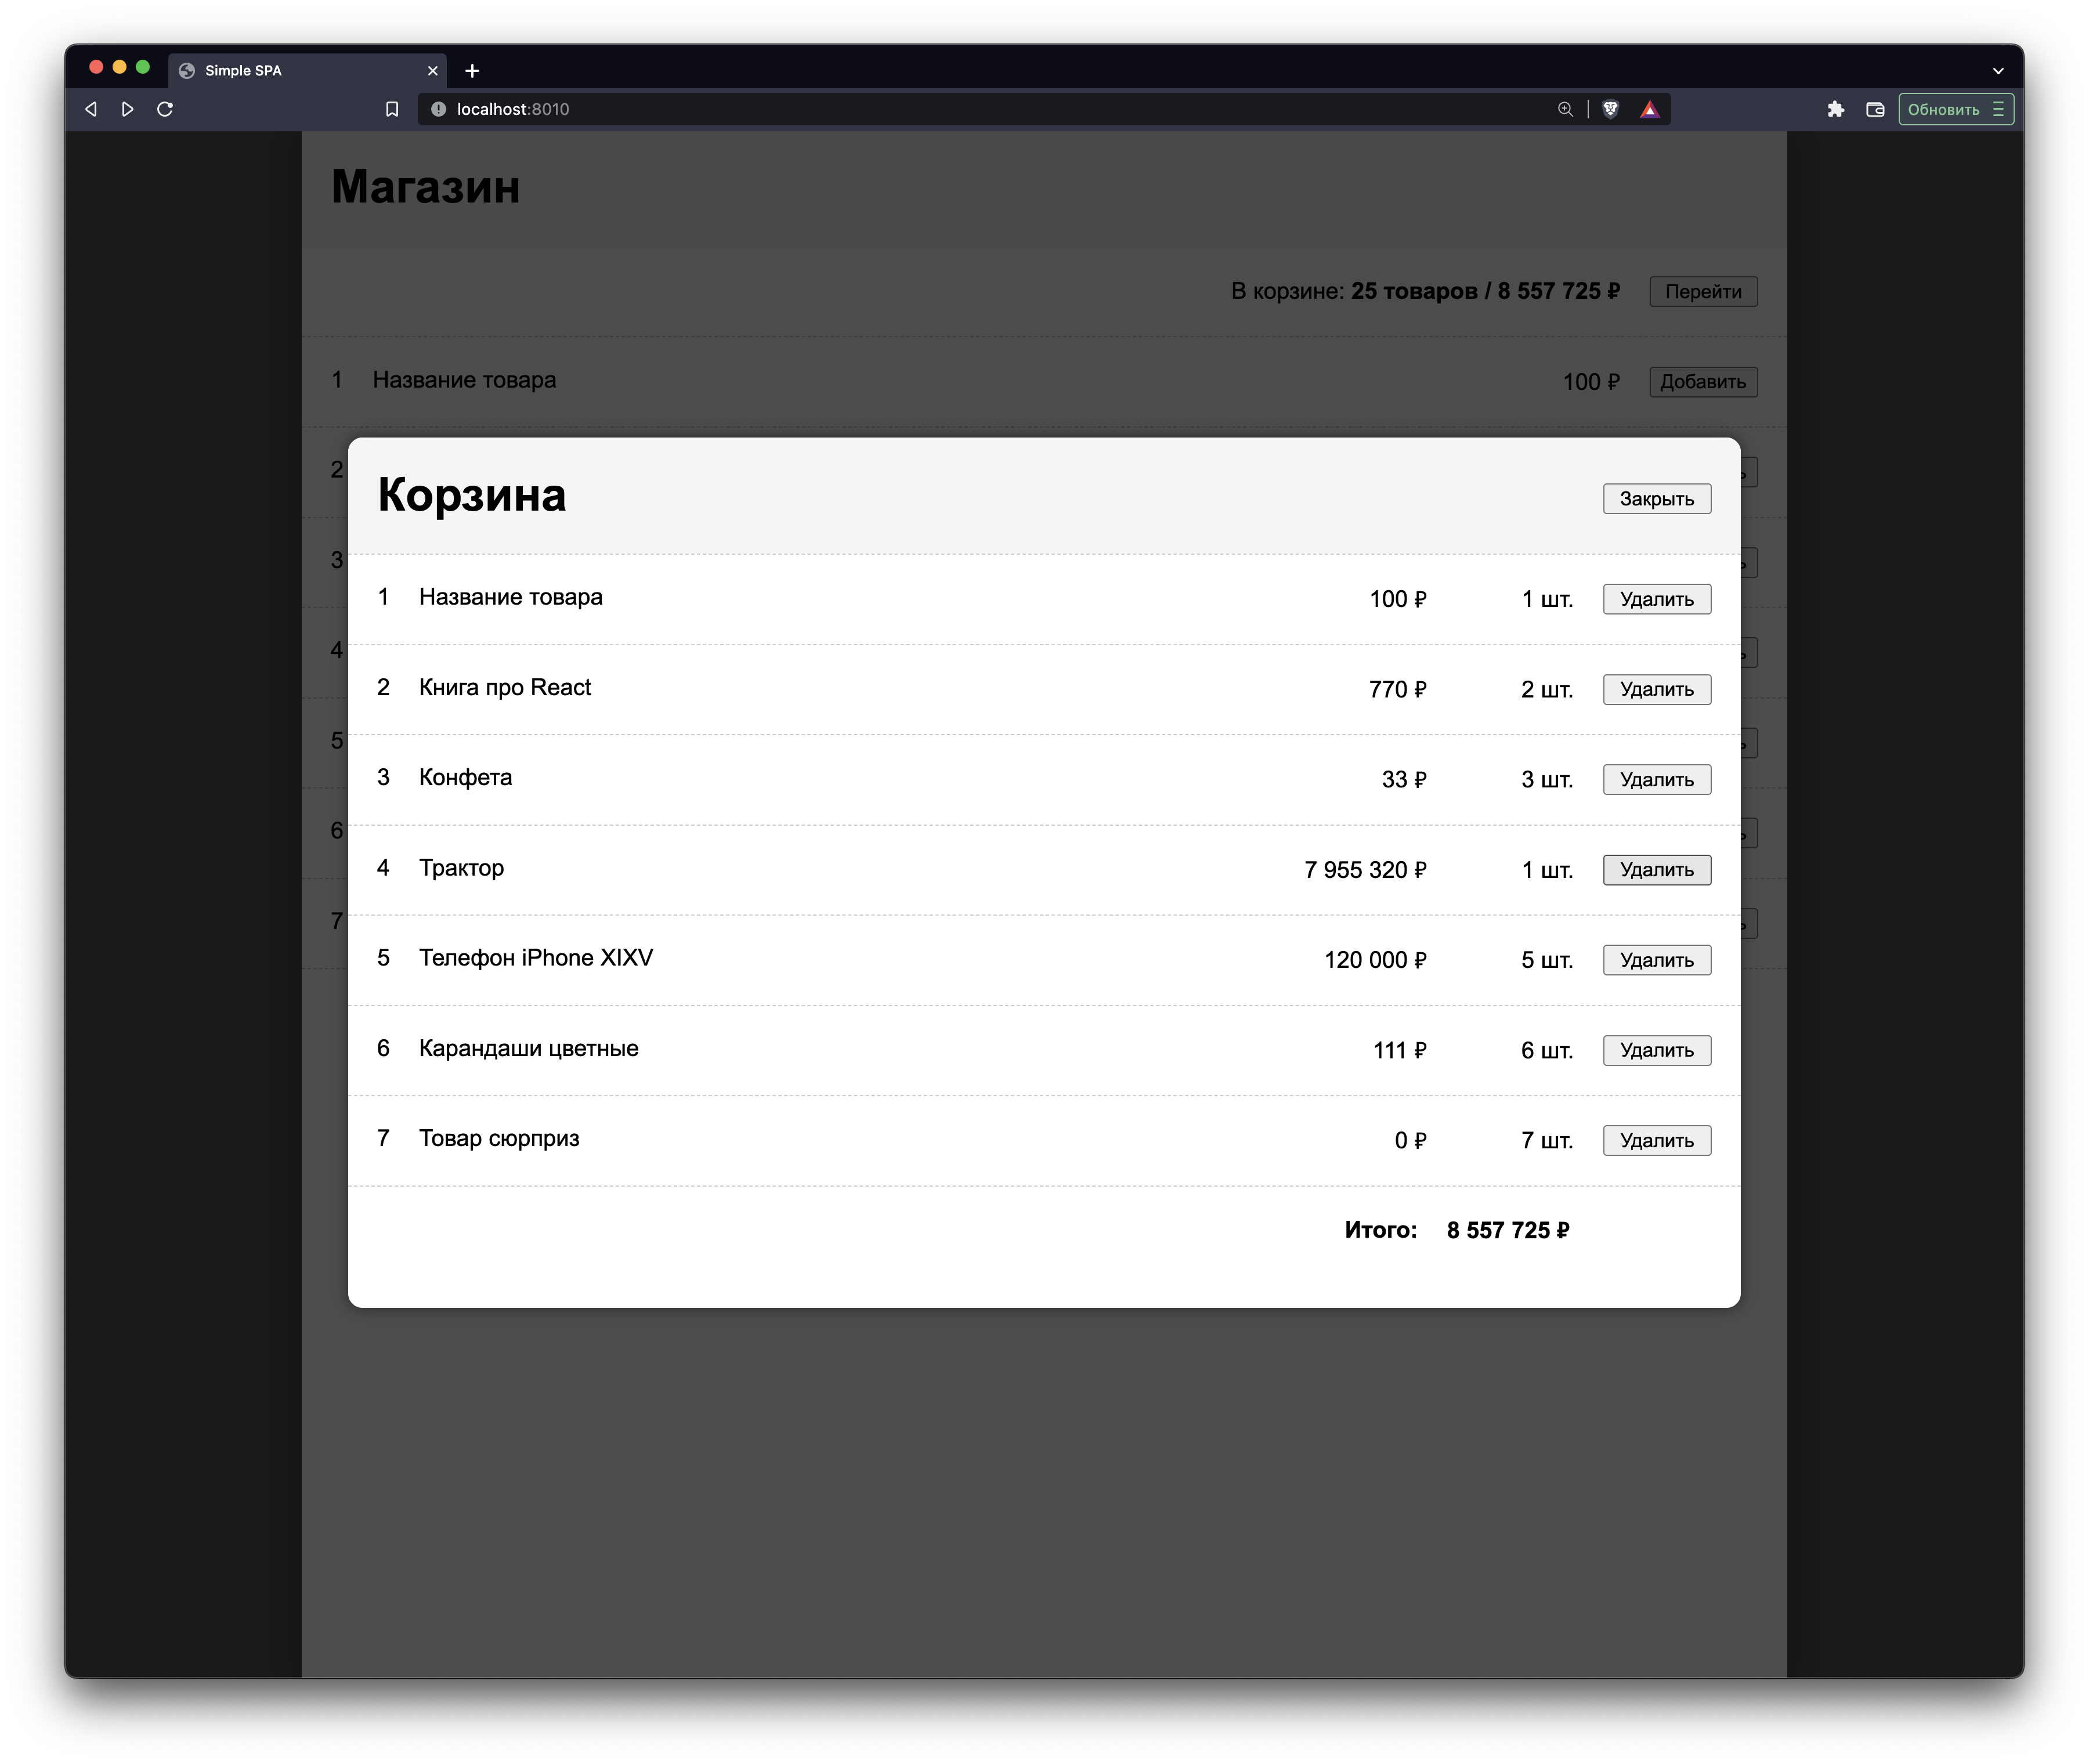 Simple SPA
localhost:8010
Обновить
Магазин
В корзине: 25 товаров / 8 557 725 ₽ Перейти
1 Название товара 100 ₽ Добавить
2
3
4
5
6
7
Корзина Закрыть
1 Название товара 100 ₽ 1 шт. Удалить
2 Книга про React 770 ₽ 2 шт. Удалить
3 Конфета 33 ₽ 3 шт. Удалить
4 Трактор 7 955 320 ₽ 1 шт. Удалить
5 Телефон iPhone XIXV 120 000 ₽ 5 шт. Удалить
6 Карандаши цветные 111 ₽ 6 шт. Удалить
7 Товар сюрприз 0 ₽ 7 шт. Удалить
Итого: 8 557 725 ₽